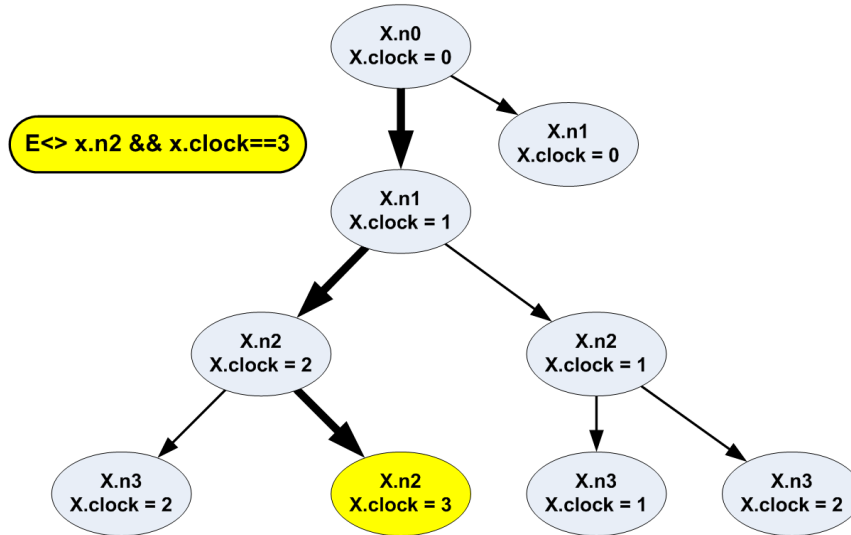 X.n0
X.clock = 0
E<> x.n2 && x.clock==3
X.n1
X.clock = 0
X.n1
X.clock = 1
X.n2
X.clock = 2
X.n2
X.clock = 1
X.n3
X.clock = 2
X.n2
X.clock = 3
X.n3
X.clock = 1
X.n3
X.clock = 2